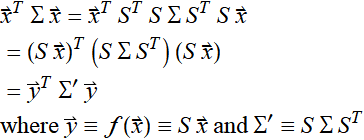 x⃗ᵀ Σ x⃗ = x⃗ᵀ Sᵀ S Σ Sᵀ S x⃗
= (S x⃗)ᵀ (S Σ Sᵀ) (S x⃗)
= y⃗ᵀ Σ′ y⃗
where y⃗ ≡ f(x⃗) ≡ S x⃗ and Σ′ ≡ S Σ Sᵀ